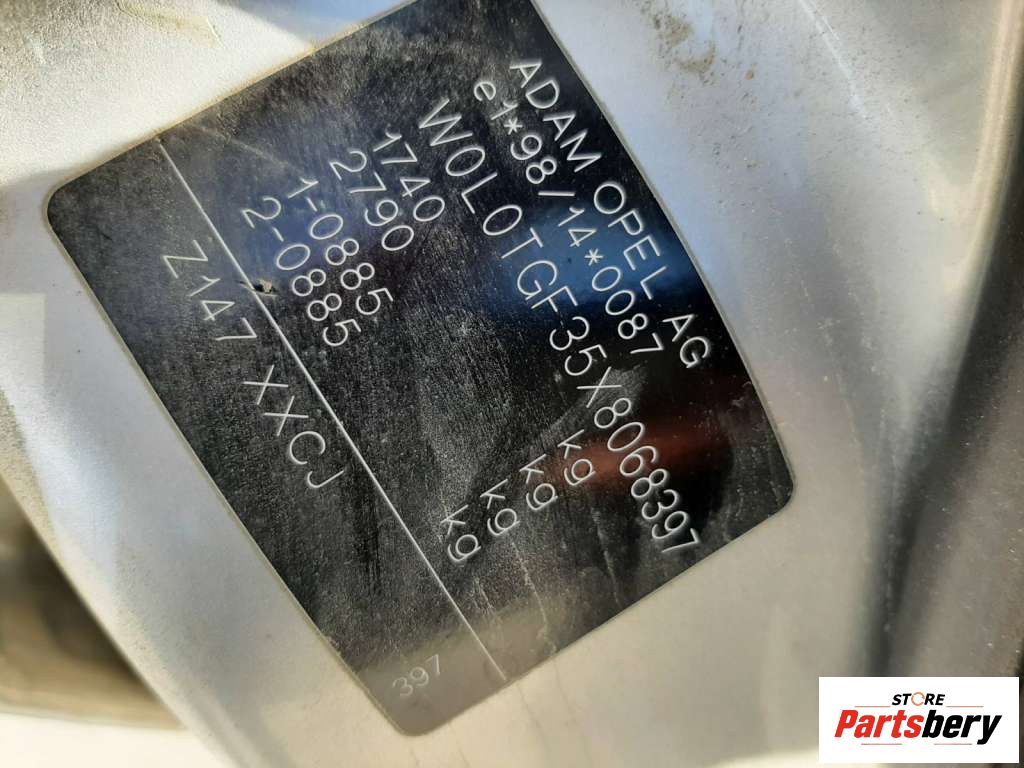 ADAM OPEL AG
e1*98/14*0087
W0L0TGF35X8068397
1740 kg
2790 kg
1-0885 kg
2-0885 kg
Z147 XXCJ
397
STORE
Partsbery